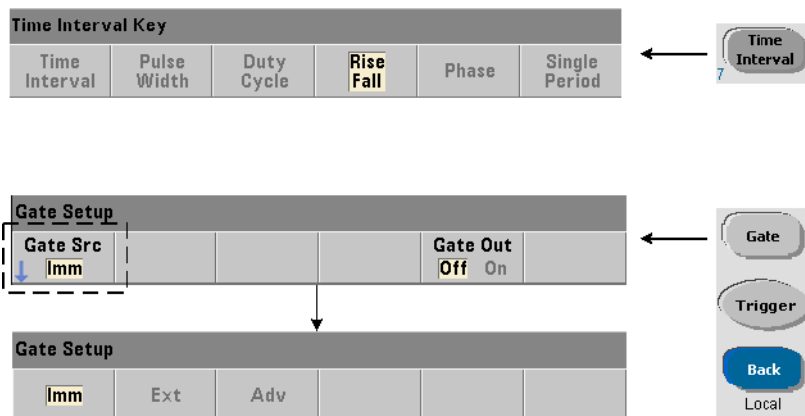 Time Interval Key
Time Interval
Pulse Width
Duty Cycle
Rise Fall
Phase
Single Period
Time Interval
7
Gate Setup
Gate Src
Imm
Gate Out
Off On
Gate
Trigger
Gate Setup
Imm
Ext
Adv
Back
Local